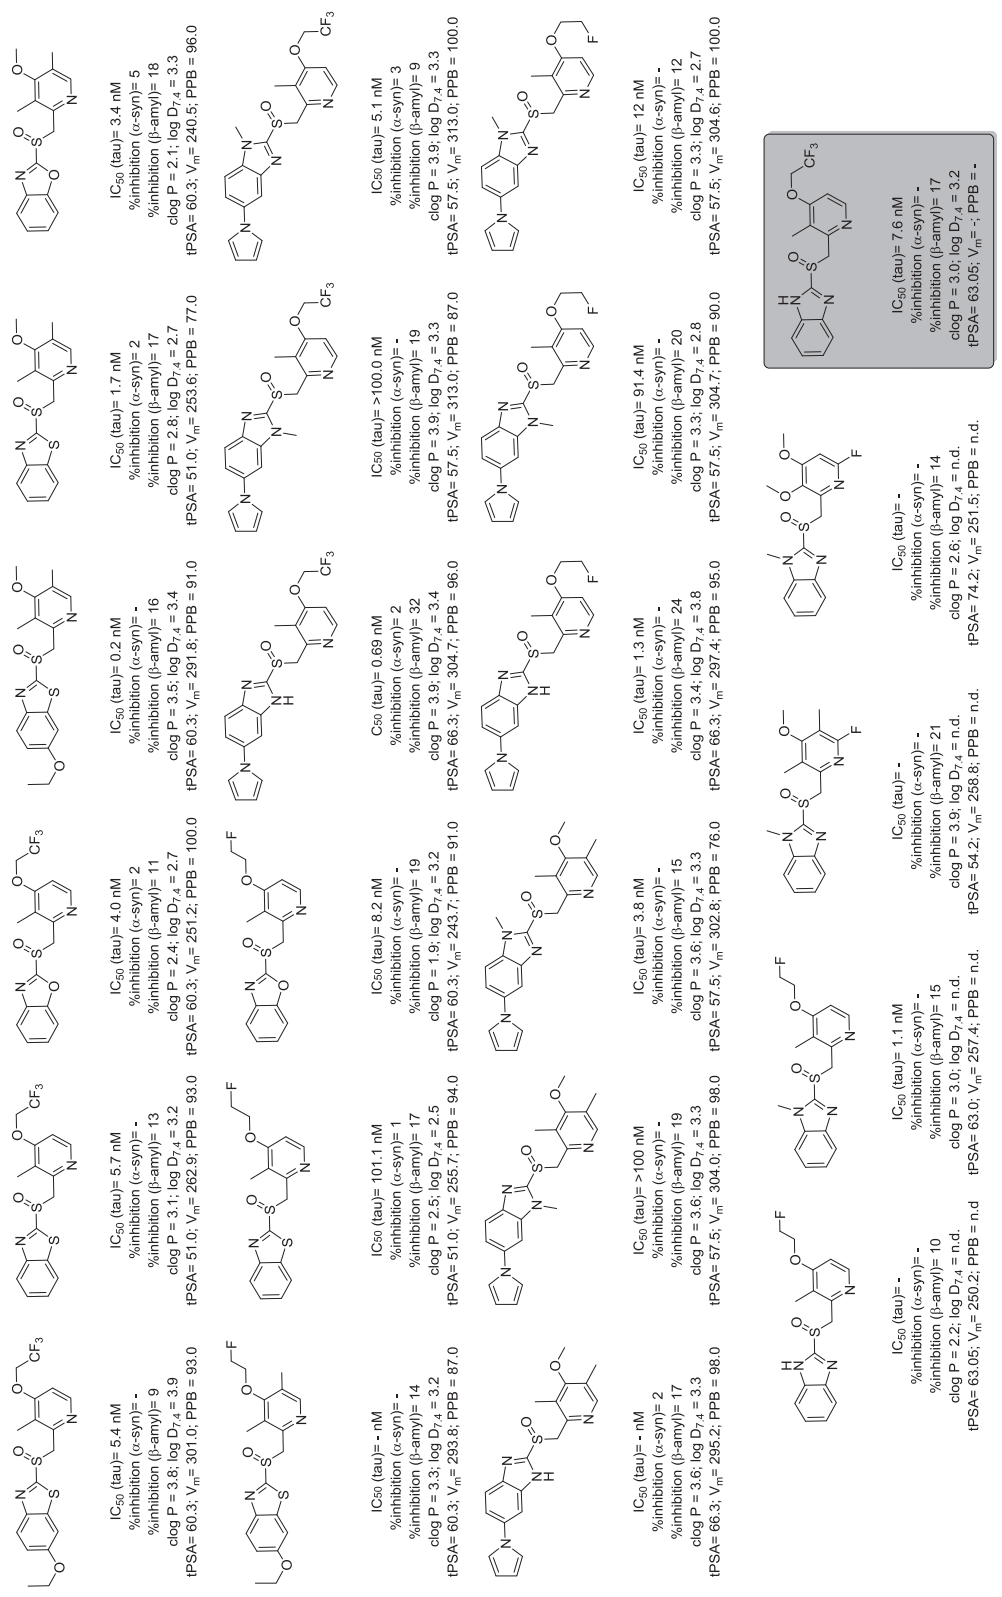 O N S S O N O CF₃
IC₅₀ (tau)= 5.4 nM
%inhibition (α-syn)= -
%inhibition (β-amyl)= 9
clog P = 3.8; log D₇.₄ = 3.9
tPSA= 60.3; Vₘ= 301.0; PPB = 93.0
N S S O N O CF₃
IC₅₀ (tau)= 5.7 nM
%inhibition (α-syn)= -
%inhibition (β-amyl)= 13
clog P = 3.1; log D₇.₄ = 3.2
tPSA= 51.0; Vₘ= 262.9; PPB = 93.0
N O S O N O CF₃
IC₅₀ (tau)= 4.0 nM
%inhibition (α-syn)= 2
%inhibition (β-amyl)= 11
clog P = 2.4; log D₇.₄ = 2.7
tPSA= 60.3; Vₘ= 251.2; PPB = 100.0
O N S S O N O
IC₅₀ (tau)= 0.2 nM
%inhibition (α-syn)= -
%inhibition (β-amyl)= 16
clog P = 3.5; log D₇.₄ = 3.4
tPSA= 60.3; Vₘ= 291.8; PPB = 91.0
N S S O N O
IC₅₀ (tau)= 1.7 nM
%inhibition (α-syn)= 2
%inhibition (β-amyl)= 17
clog P = 2.8; log D₇.₄ = 2.7
tPSA= 51.0; Vₘ= 253.6; PPB = 77.0
N O S O N O
IC₅₀ (tau)= 3.4 nM
%inhibition (α-syn)= 5
%inhibition (β-amyl)= 18
clog P = 2.1; log D₇.₄ = 3.3
tPSA= 60.3; Vₘ= 240.5; PPB = 96.0
O N S S O N O F
IC₅₀ (tau)= - nM
%inhibition (α-syn)= -
%inhibition (β-amyl)= 14
clog P = 3.3; log D₇.₄ = 3.2
tPSA= 60.3; Vₘ= 293.8; PPB = 87.0
N S S O N O F
IC₅₀ (tau)= 101.1 nM
%inhibition (α-syn)= 1
%inhibition (β-amyl)= 17
clog P = 2.5; log D₇.₄ = 2.5
tPSA= 51.0; Vₘ= 255.7; PPB = 94.0
N O S O N O F
IC₅₀ (tau)= 8.2 nM
%inhibition (α-syn)= -
%inhibition (β-amyl)= 19
clog P = 1.9; log D₇.₄ = 3.2
tPSA= 60.3; Vₘ= 243.7; PPB = 91.0
N N N H S O N O CF₃
C₅₀ (tau)= 0.69 nM
%inhibition (α-syn)= 2
%inhibition (β-amyl)= 32
clog P = 3.9; log D₇.₄ = 3.4
tPSA= 66.3; Vₘ= 304.7; PPB = 96.0
N N N S O N O CF₃
IC₅₀ (tau)= >100.0 nM
%inhibition (α-syn)= -
%inhibition (β-amyl)= 19
clog P = 3.9; log D₇.₄ = 3.3
tPSA= 57.5; Vₘ= 313.0; PPB = 87.0
N N N S O N O CF₃
IC₅₀ (tau)= 5.1 nM
%inhibition (α-syn)= 3
%inhibition (β-amyl)= 9
clog P = 3.9; log D₇.₄ = 3.3
tPSA= 57.5; Vₘ= 313.0; PPB = 100.0
N N N H S O N O
IC₅₀ (tau)= - nM
%inhibition (α-syn)= 2
%inhibition (β-amyl)= 17
clog P = 3.6; log D₇.₄ = 3.3
tPSA= 66.3; Vₘ= 295.2; PPB = 98.0
N N N S O N O
IC₅₀ (tau)= >100 nM
%inhibition (α-syn)= -
%inhibition (β-amyl)= 19
clog P = 3.6; log D₇.₄ = 3.3
tPSA= 57.5; Vₘ= 304.0; PPB = 98.0
N N N S O N O
IC₅₀ (tau)= 3.8 nM
%inhibition (α-syn)= -
%inhibition (β-amyl)= 15
clog P = 3.6; log D₇.₄ = 3.3
tPSA= 57.5; Vₘ= 302.8; PPB = 76.0
N N N H S O N O F
IC₅₀ (tau)= 1.3 nM
%inhibition (α-syn)= -
%inhibition (β-amyl)= 24
clog P = 3.4; log D₇.₄ = 3.8
tPSA= 66.3; Vₘ= 297.4; PPB = 95.0
N N N S O N O F
IC₅₀ (tau)= 91.4 nM
%inhibition (α-syn)= -
%inhibition (β-amyl)= 20
clog P = 3.3; log D₇.₄ = 2.8
tPSA= 57.5; Vₘ= 304.7; PPB = 90.0
N N N S O N O F
IC₅₀ (tau)= 12 nM
%inhibition (α-syn)= -
%inhibition (β-amyl)= 12
clog P = 3.3; log D₇.₄ = 2.7
tPSA= 57.5; Vₘ= 304.6; PPB = 100.0
H N N S O N O F
IC₅₀ (tau)= -
%inhibition (α-syn)= -
%inhibition (β-amyl)= 10
clog P = 2.2; log D₇.₄ = n.d.
tPSA= 63.05; Vₘ= 250.2; PPB = n.d
N N S O N O F
IC₅₀ (tau)= 1.1 nM
%inhibition (α-syn)= -
%inhibition (β-amyl)= 15
clog P = 3.0; log D₇.₄ = n.d.
tPSA= 63.0; Vₘ= 257.4; PPB = n.d.
N N S O N O F
IC₅₀ (tau)= -
%inhibition (α-syn)= -
%inhibition (β-amyl)= 21
clog P = 3.9; log D₇.₄ = n.d.
tPSA= 54.2; Vₘ= 258.8; PPB = n.d.
N N S O O N O F
IC₅₀ (tau)= -
%inhibition (α-syn)= -
%inhibition (β-amyl)= 14
clog P = 2.6; log D₇.₄ = n.d.
tPSA= 74.2; Vₘ= 251.5; PPB = n.d.
H N N S O N O CF₃
IC₅₀ (tau)= 7.6 nM
%inhibition (α-syn)= -
%inhibition (β-amyl)= 17
clog P = 3.0; log D₇.₄ = 3.2
tPSA= 63.05; Vₘ= -; PPB = -